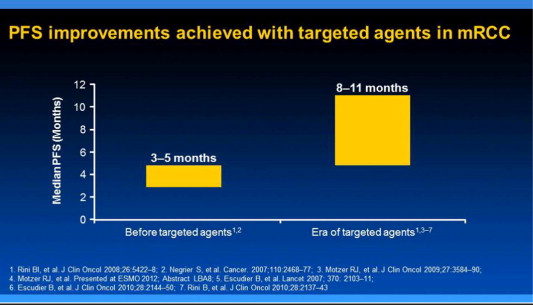 PFS improvements achieved with targeted agents in mRCC
Median PFS (Months)
12
10
8
6
4
2
0
3–5 months
8–11 months
Before targeted agents1,2
Era of targeted agents1,3–7
1. Rini BI, et al. J Clin Oncol 2008;26:5422–8; 2. Negrier S, et al. Cancer. 2007;110:2468–77; 3. Motzer RJ, et al. J Clin Oncol 2009;27:3584–90;
4. Motzer RJ, et al. Presented at ESMO 2012; Abstract LBA8; 5. Escudier B, et al. Lancet 2007; 370: 2103–11;
6. Escudier B, et al. J Clin Oncol 2010;28:2144–50; 7. Rini B, et al. J Clin Oncol 2010;28:2137–43